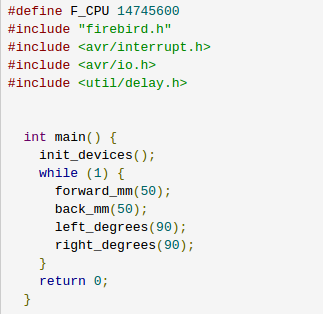 #define F_CPU 14745600
#include "firebird.h"
#include <avr/interrupt.h>
#include <avr/io.h>
#include <util/delay.h>
int main() {
init_devices();
while (1) {
forward_mm(50);
back_mm(50);
left_degrees(90);
right_degrees(90);
}
return 0;
}